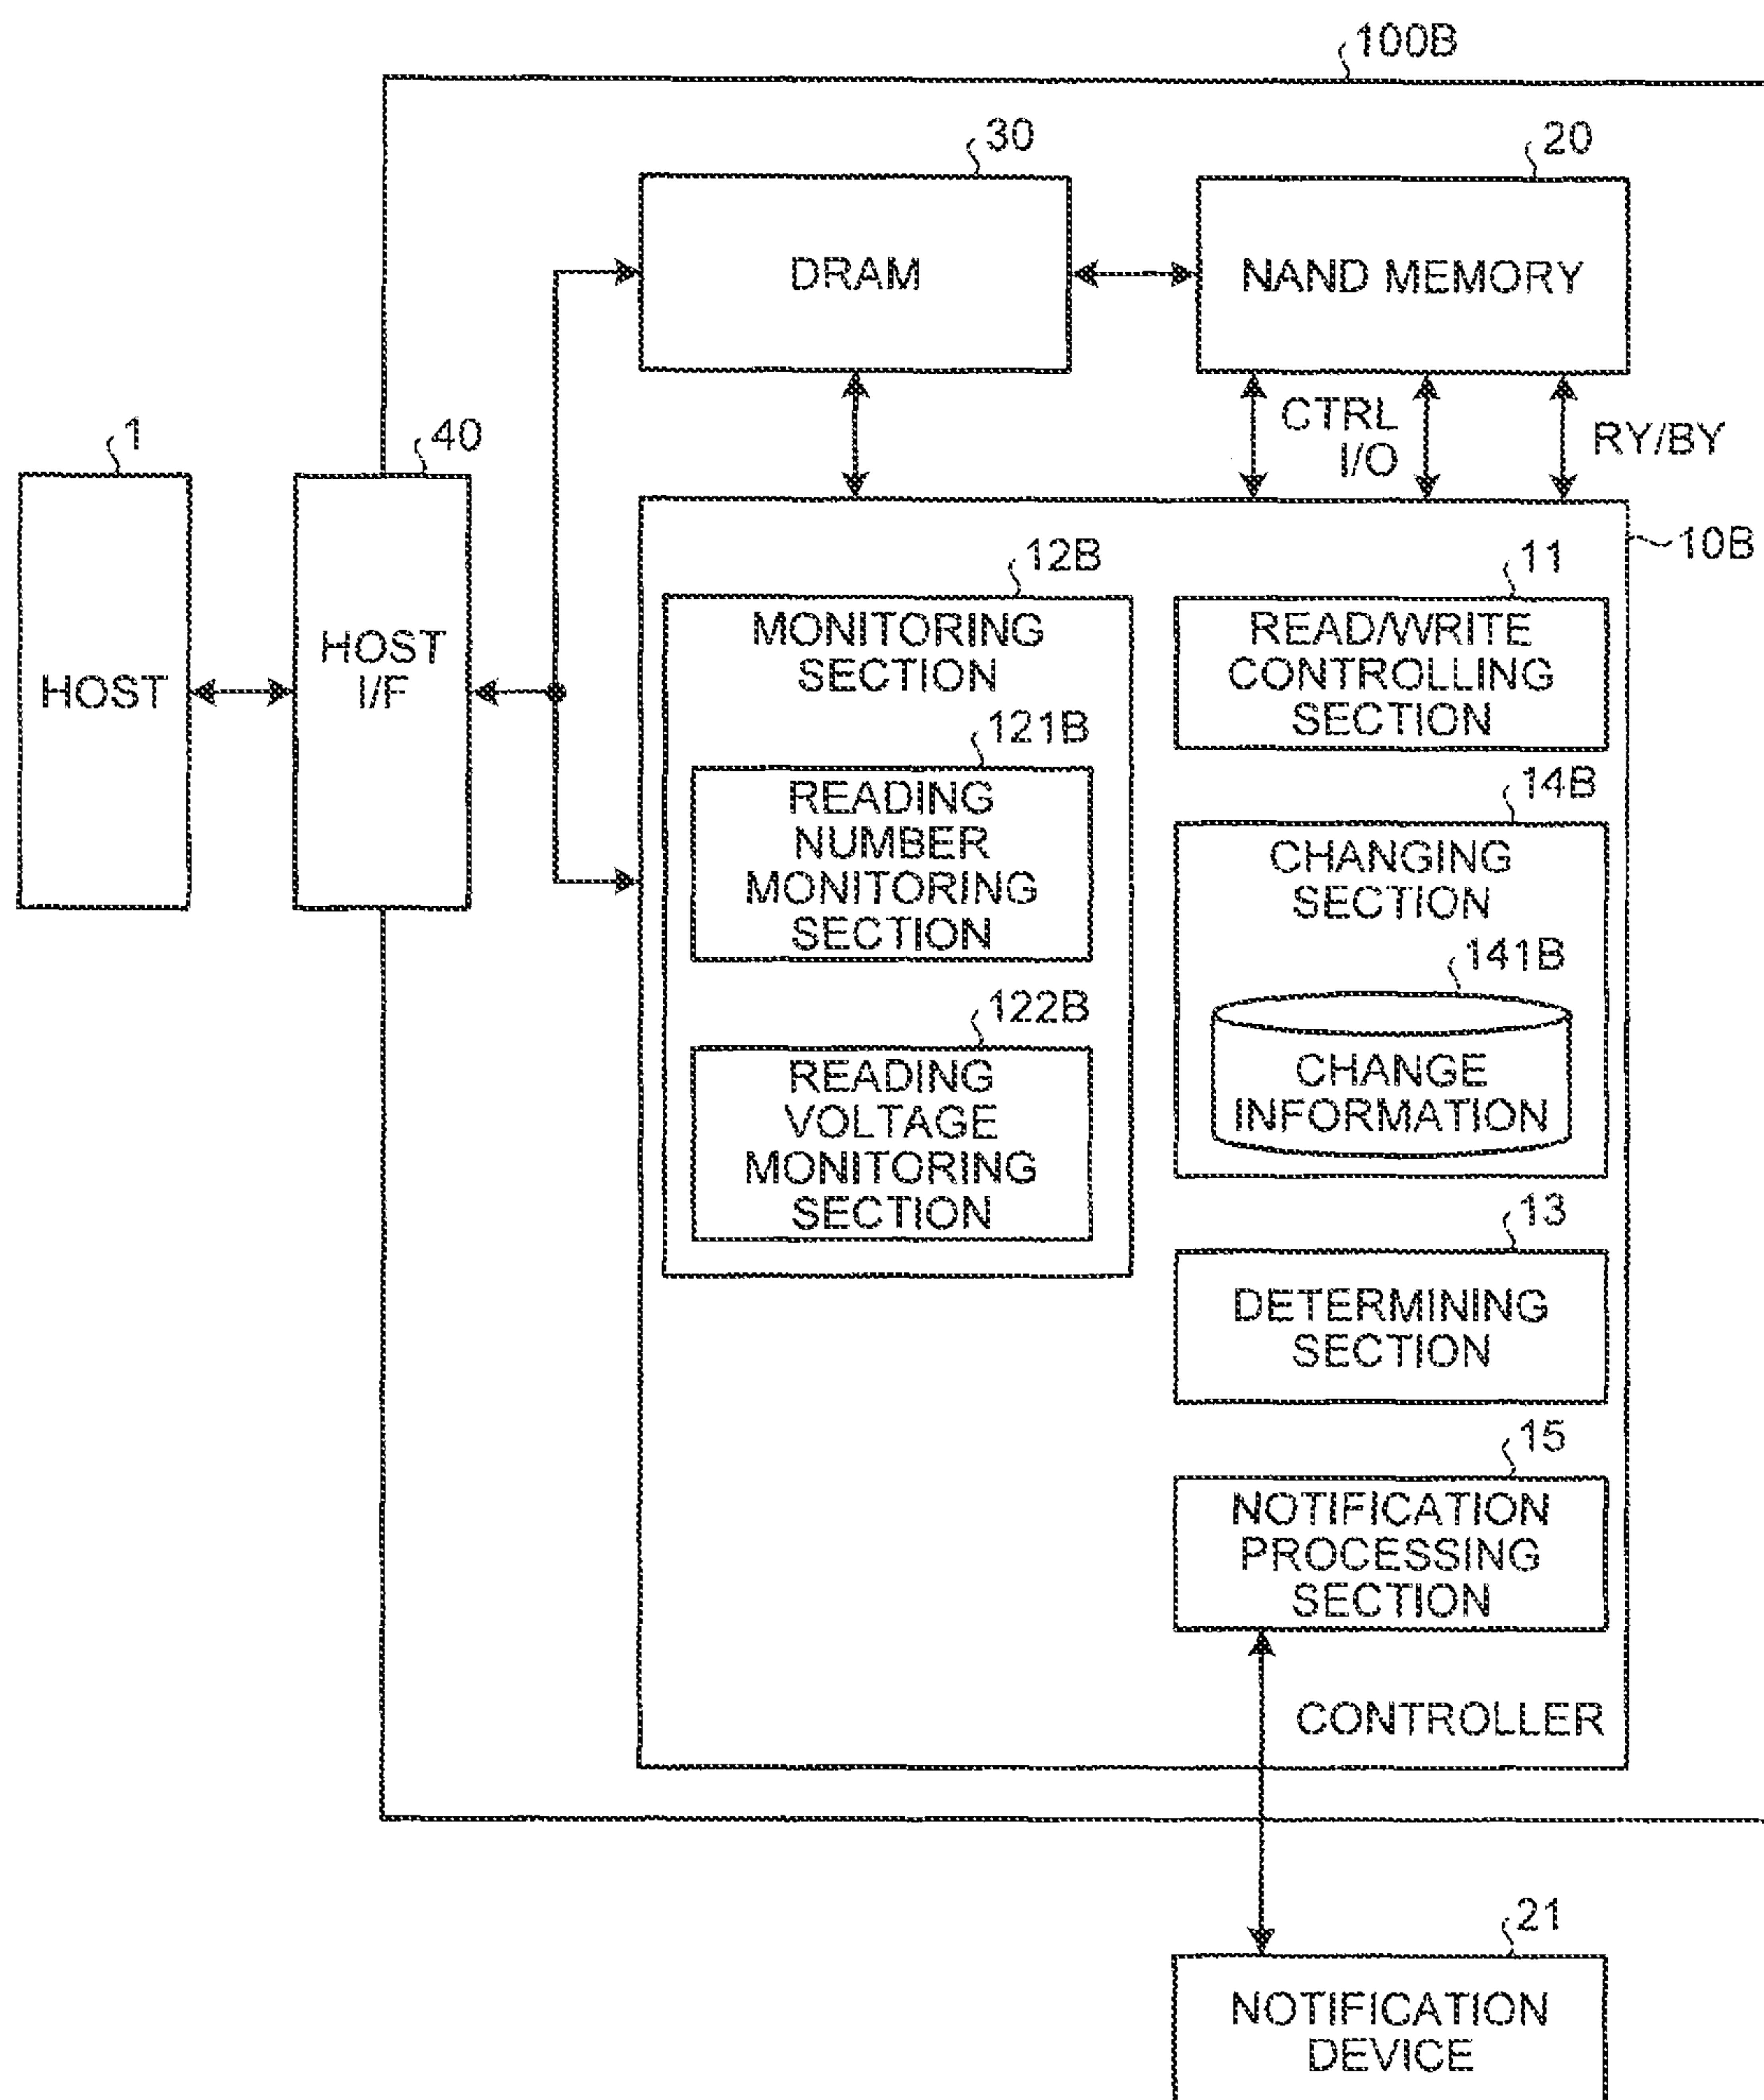 100B
30
20
DRAM
NAND MEMORY
1
40
CTRL
I/O
RY/BY
HOST
HOST
I/F
10B
12B
MONITORING
SECTION
121B
READING
NUMBER
MONITORING
SECTION
122B
READING
VOLTAGE
MONITORING
SECTION
11
READ/WRITE
CONTROLLING
SECTION
14B
CHANGING
SECTION
141B
CHANGE
INFORMATION
13
DETERMINING
SECTION
15
NOTIFICATION
PROCESSING
SECTION
CONTROLLER
21
NOTIFICATION
DEVICE